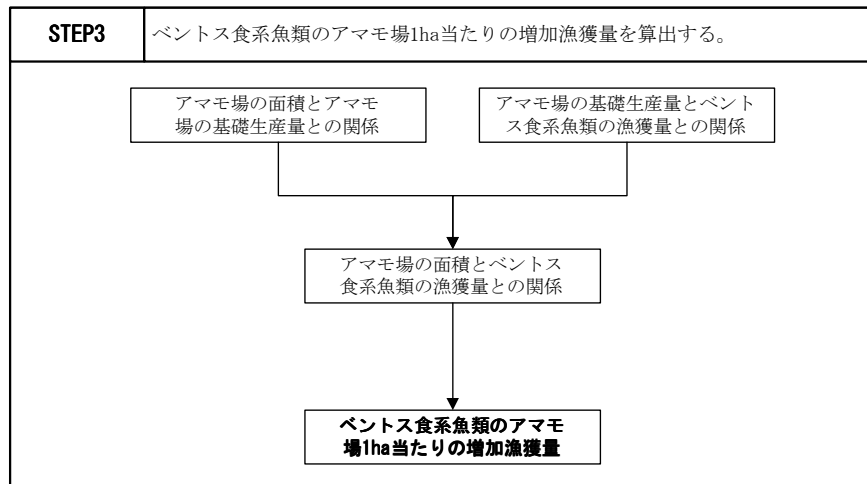 STEP3
ベントス食系魚類のアマモ場1ha当たりの増加漁獲量を算出する。
アマモ場の面積とアマモ
場の基礎生産量との関係
アマモ場の基礎生産量とベント
ス食系魚類の漁獲量との関係
アマモ場の面積とベントス
食系魚類の漁獲量との関係
ベントス食系魚類のアマモ
場1ha当たりの増加漁獲量